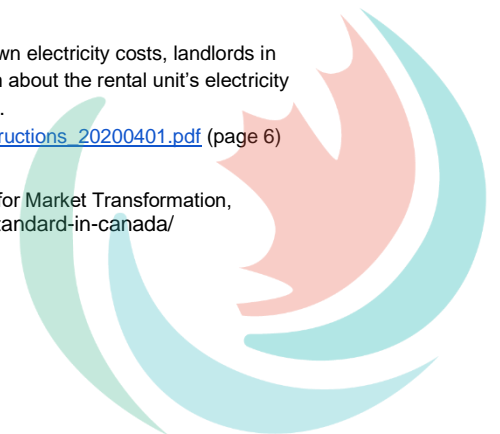 wn electricity costs, landlords in
about the rental unit's electricity
.
ructions_20200401.pdf (page 6)
for Market Transformation,
tandard-in-canada/